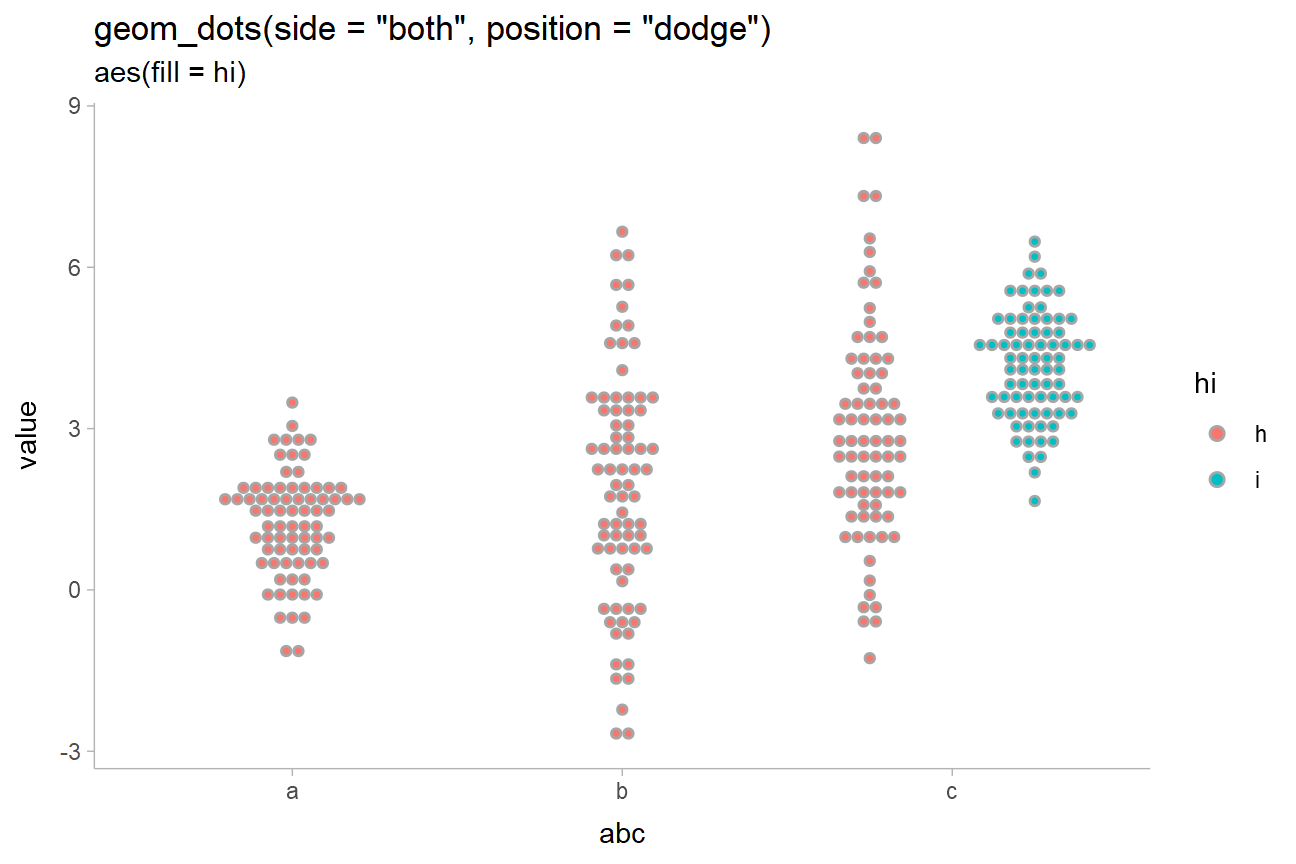 geom_dots(side = "both", position = "dodge")
aes(fill = hi)
9
6
3
0
-3
value
a
b
c
abc
hi
h
i